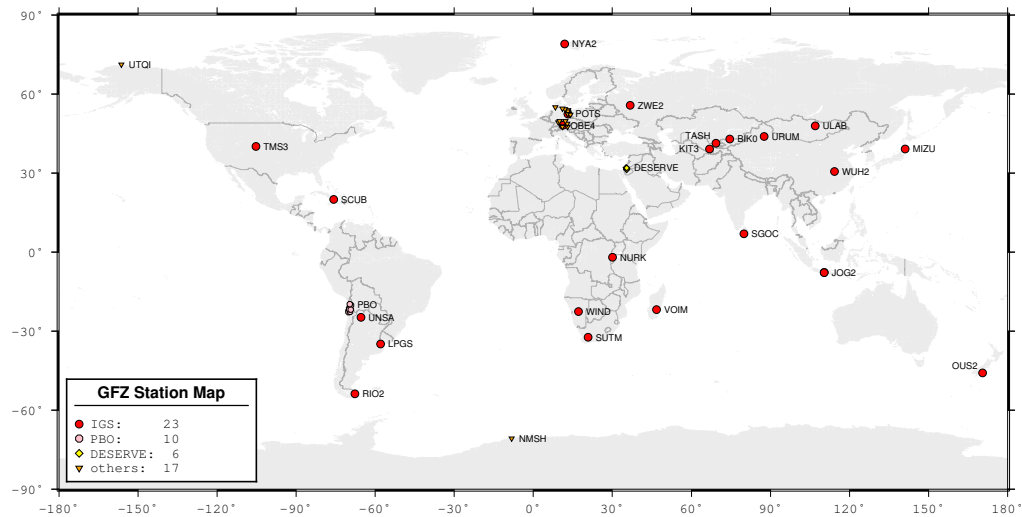 90°
NYA2
UTQI
60°
ZWE2
POTS
OBE4
ULAB
TASH
BIK0
URUM
TMS3
KIT3
MIZU
DESERVE
WUH2
30°
SCUB
SGOC
0°
NURK
JOG2
PBO
VOIM
UNSA
WIND
−30°
SUTM
LPGS
OUS2
RIO2
GFZ Station Map
IGS: 23
PBO: 10
DESERVE: 6
others: 17
−60°
NMSH
−90°
−180° −150° −120° −90° −60° −30° 0° 30° 60° 90° 120° 150° 180°